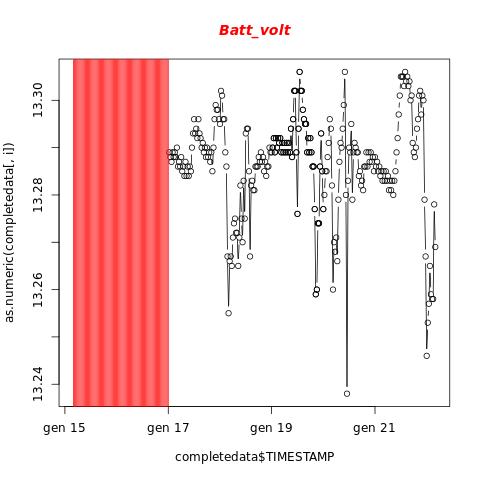 Batt_volt
as.numeric(completedata[, i])
13.30
13.28
13.26
13.24
gen 15
gen 17
gen 19
gen 21
completedata$TIMESTAMP